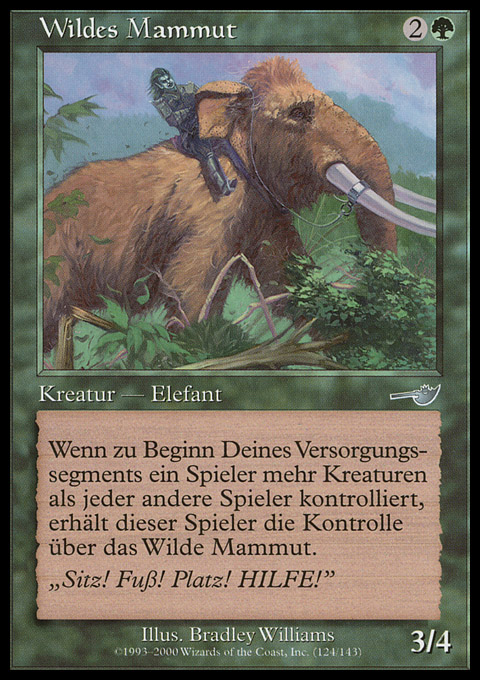 Wildes Mammut 2
Kreatur — Elefant
Wenn zu Beginn Deines Versorgungs-
segments ein Spieler mehr Kreaturen
als jeder andere Spieler kontrolliert,
erhält dieser Spieler die Kontrolle
über das Wilde Mammut.
„Sitz! Fuß! Platz! HILFE!”
Illus. Bradley Williams
©1993–2000 Wizards of the Coast, Inc. (124/143)
3/4